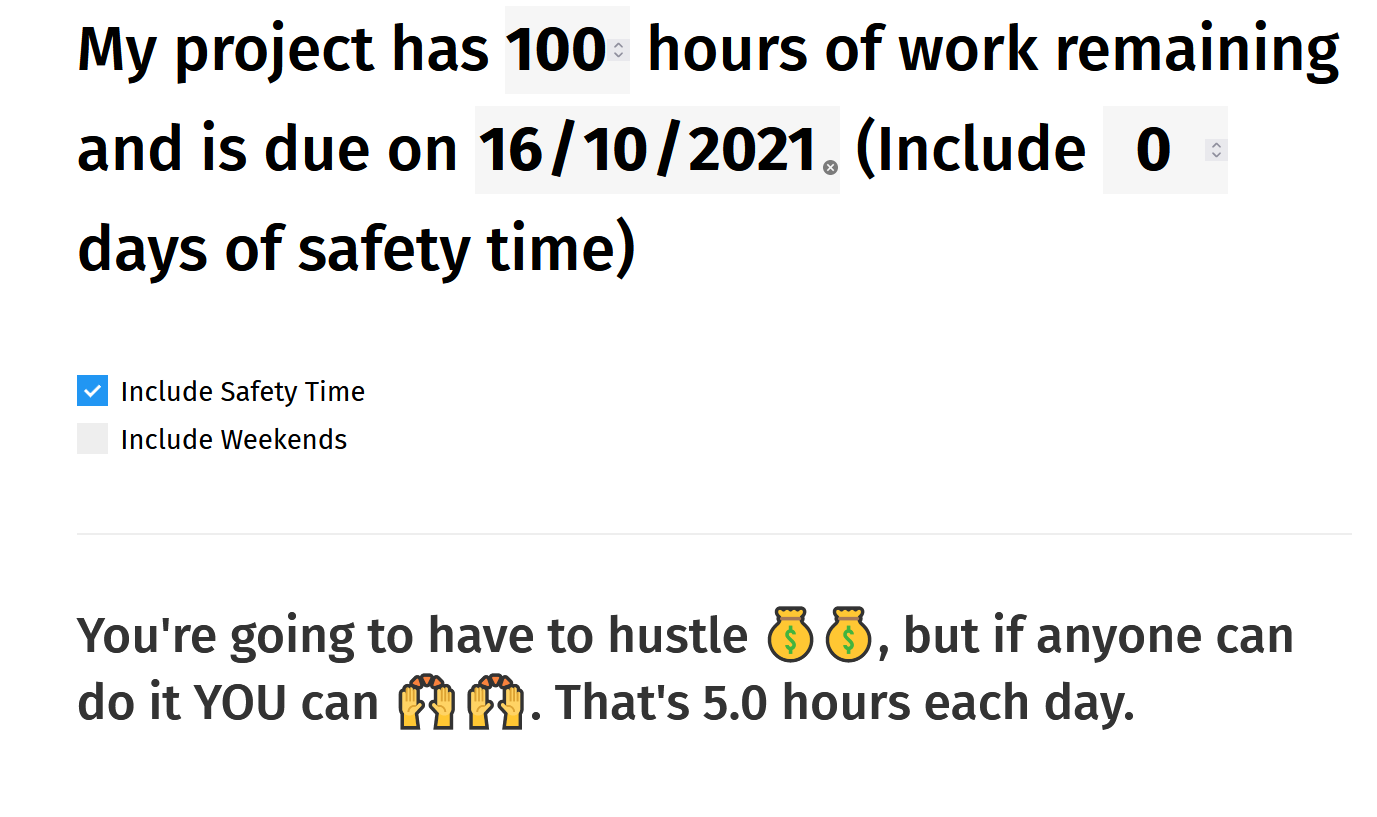 My project has 100 hours of work remaining
and is due on 16/10/2021 (Include 0
days of safety time)
Include Safety Time
Include Weekends
You're going to have to hustle 💰💰, but if anyone can
do it YOU can 🙌🙌. That's 5.0 hours each day.